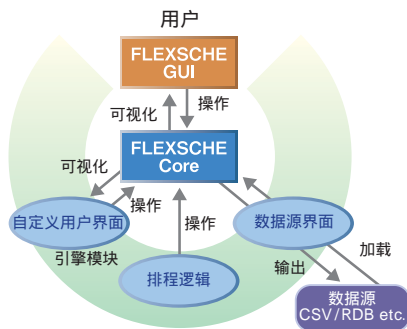 用户
FLEXSCHE
GUI
可视化
操作
FLEXSCHE
Core
可视化
操作
操作
自定义用户界面
引擎模块
排程逻辑
数据源界面
输出
加载
数据源
CSV/RDB etc.